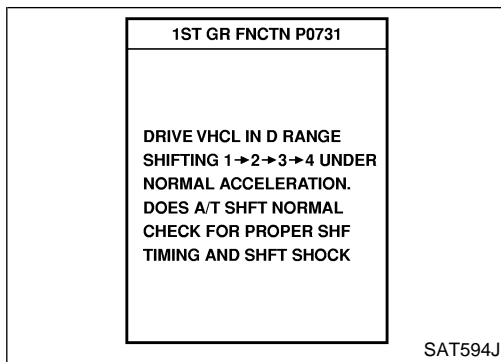 1ST GR FNCTN P0731
DRIVE VHCL IN D RANGE
SHIFTING 1➔2➔3➔4 UNDER
NORMAL ACCELERATION.
DOES A/T SHFT NORMAL
CHECK FOR PROPER SHF
TIMING AND SHFT SHOCK
SAT594J